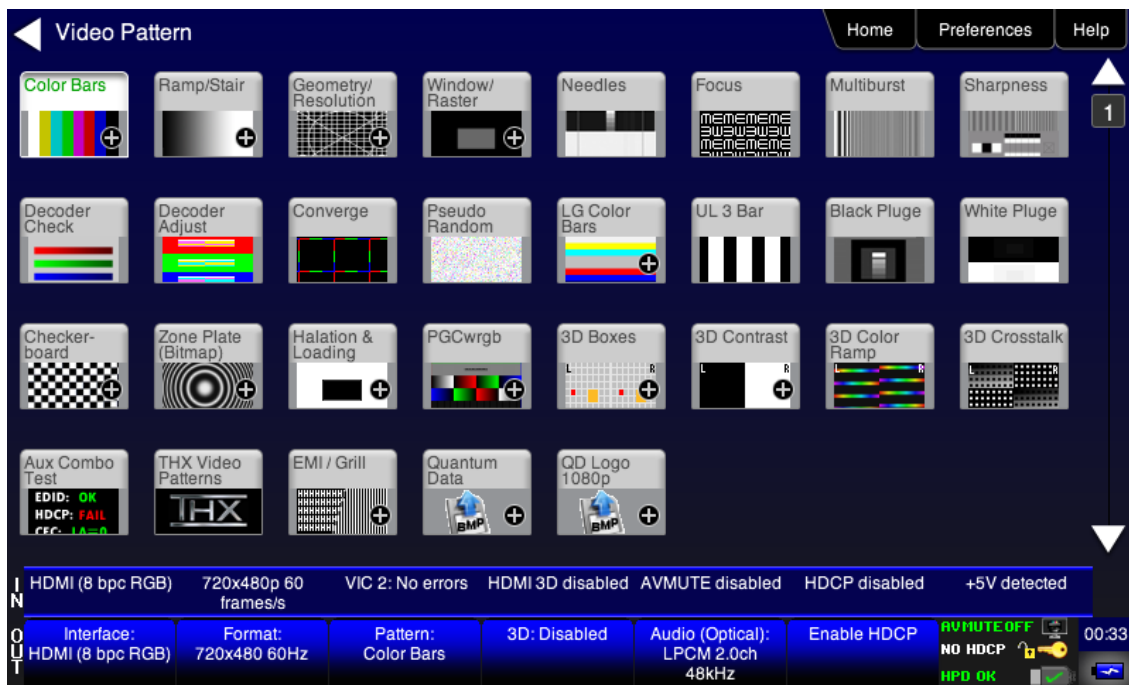 Video Pattern
Home
Preferences
Help
Color Bars
Ramp/Stair
Geometry/
Resolution
Window/
Raster
Needles
Focus
MEMEMEME
Multiburst
Sharpness
1
Decoder
Check
Decoder
Adjust
Converge
Pseudo
Random
LG Color
Bars
UL 3 Bar
Black Pluge
White Pluge
Checker-
board
Zone Plate
(Bitmap)
Halation &
Loading
PGCwrgb
3D Boxes
L R
3D Contrast
L R
3D Color
Ramp
L R
3D Crosstalk
L R
Aux Combo
Test
EDID: OK
HDCP: FAIL
CEC: LA=0
THX Video
Patterns
THX
EMI / Grill
HHHHHHHH
Quantum
Data
BMP
QD Logo
1080p
BMP
IN
HDMI (8 bpc RGB)
720x480p 60
frames/s
VIC 2: No errors
HDMI 3D disabled
AVMUTE disabled
HDCP disabled
+5V detected
OUT
Interface:
HDMI (8 bpc RGB)
Format:
720x480 60Hz
Pattern:
Color Bars
3D: Disabled
Audio (Optical):
LPCM 2.0ch
48kHz
Enable HDCP
AVMUTE OFF
NO HDCP
HPD OK
00:33